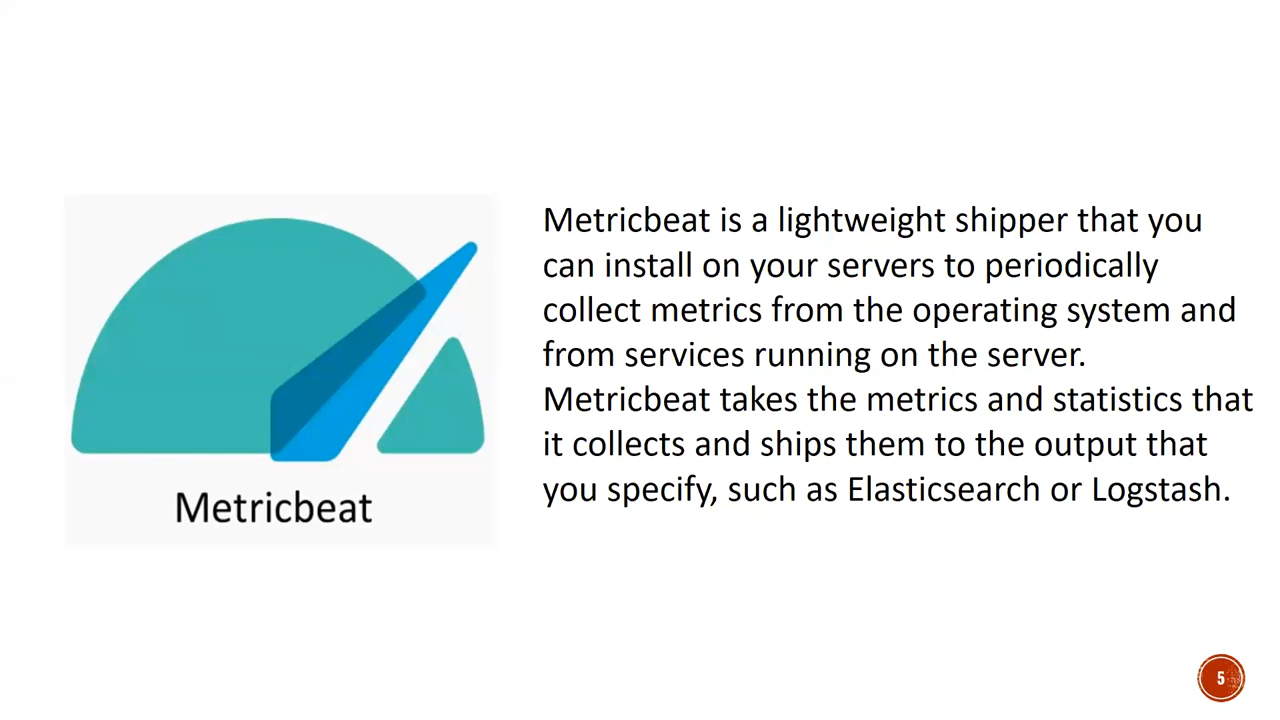 Metricbeat is a lightweight shipper that you
can install on your servers to periodically
collect metrics from the operating system and
from services running on the server.
Metricbeat takes the metrics and statistics that
it collects and ships them to the output that
you specify, such as Elasticsearch or Logstash.
Metricbeat
5